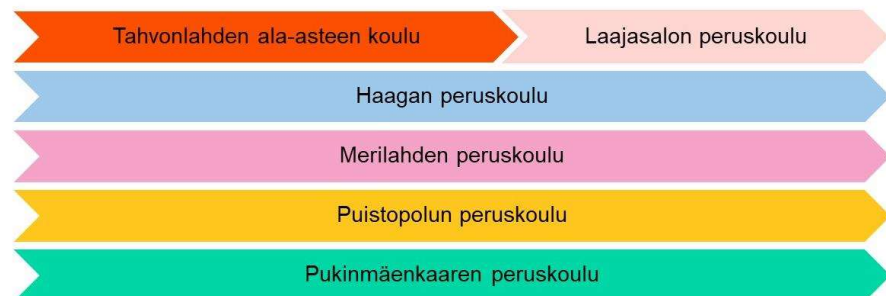 Tahvonlahden ala-asteen koulu
Laajasalon peruskoulu
Haagan peruskoulu
Merilahden peruskoulu
Puistopolun peruskoulu
Pukinmäenkaaren peruskoulu